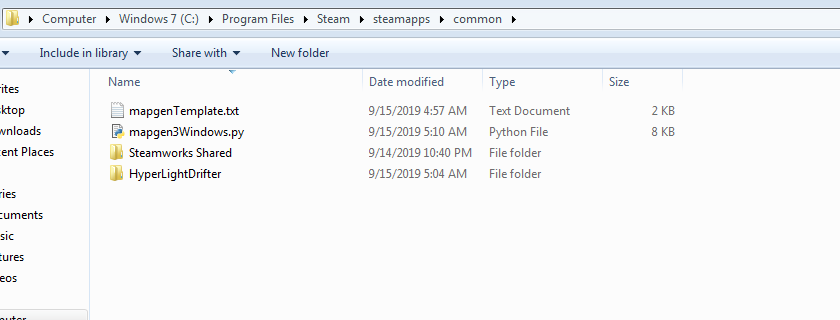 Computer Windows 7 (C:) Program Files Steam steamapps common
Include in library Share with New folder
Name Date modified Type Size
mapgenTemplate.txt 9/15/2019 4:57 AM Text Document 2 KB
mapgen3Windows.py 9/15/2019 5:10 AM Python File 8 KB
Steamworks Shared 9/14/2019 10:40 PM File folder
HyperLightDrifter 9/15/2019 5:04 AM File folder
rites
sktop
wnloads
cent Places
ries
cuments
sic
tures
eos
mputer